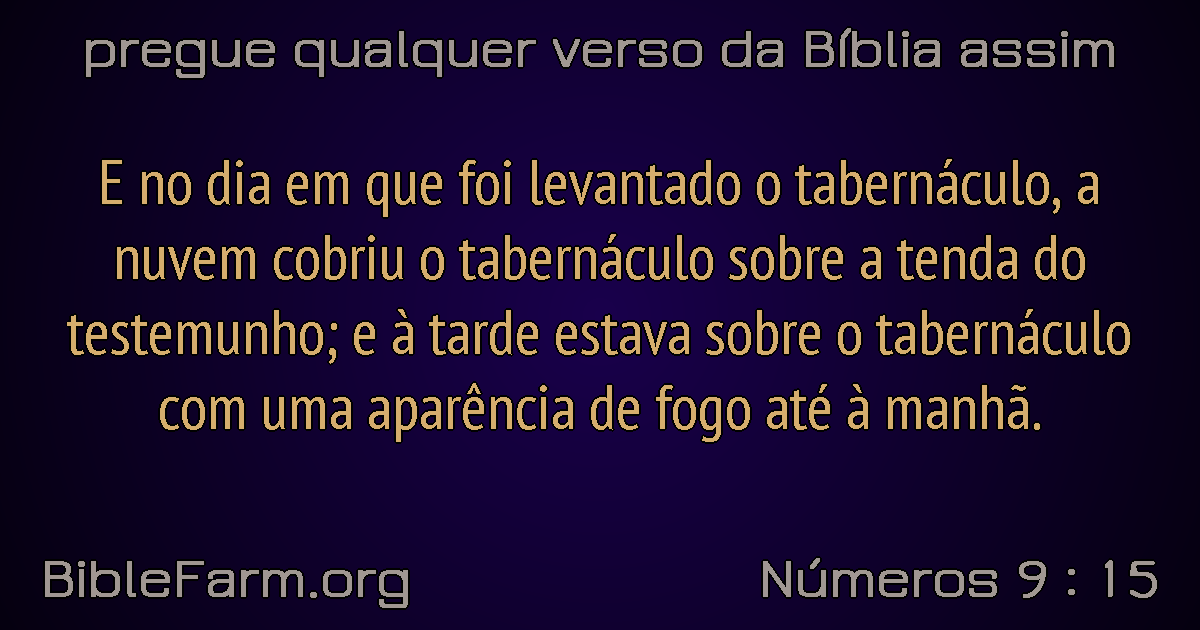 pregue qualquer verso da Bíblia assim
E no dia em que foi levantado o tabernáculo, a
nuvem cobriu o tabernáculo sobre a tenda do
testemunho; e à tarde estava sobre o tabernáculo
com uma aparência de fogo até à manhã.
BibleFarm.org
Números 9 : 15